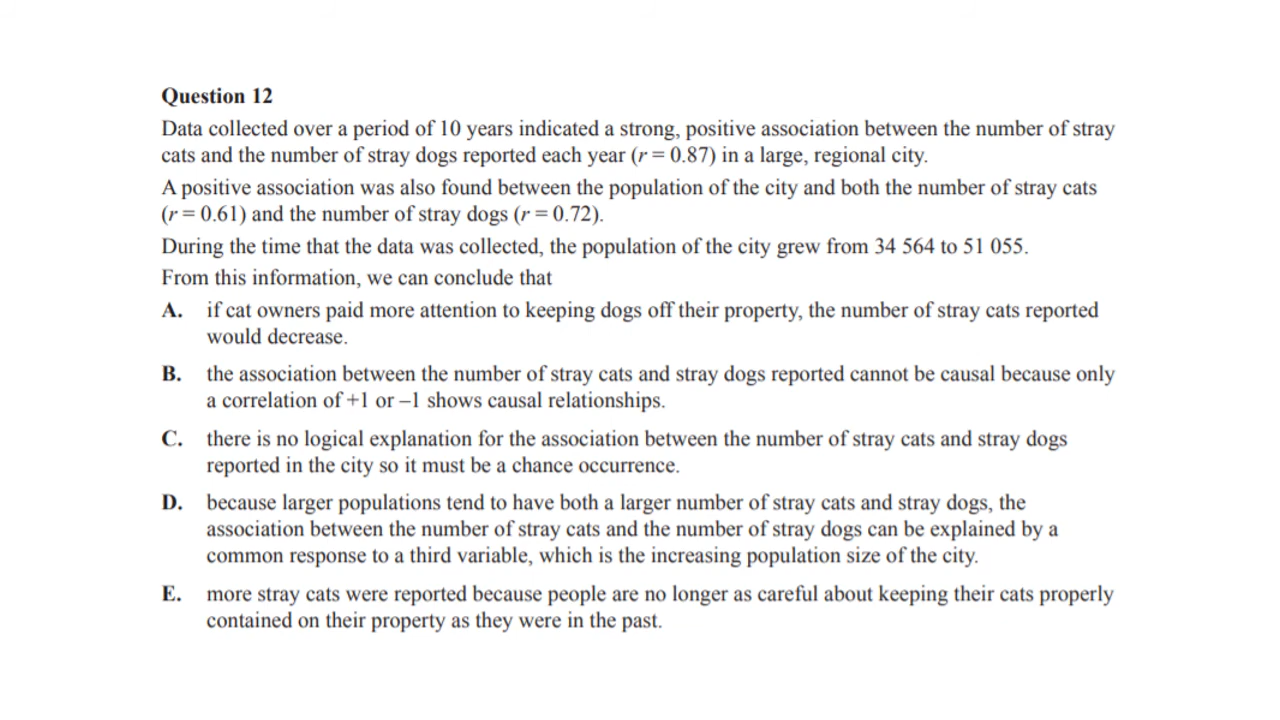 Question 12
Data collected over a period of 10 years indicated a strong, positive association between the number of stray
cats and the number of stray dogs reported each year (r = 0.87) in a large, regional city.
A positive association was also found between the population of the city and both the number of stray cats
(r = 0.61) and the number of stray dogs (r = 0.72).
During the time that the data was collected, the population of the city grew from 34 564 to 51 055.
From this information, we can conclude that
A. if cat owners paid more attention to keeping dogs off their property, the number of stray cats reported
would decrease.
B. the association between the number of stray cats and stray dogs reported cannot be causal because only
a correlation of +1 or –1 shows causal relationships.
C. there is no logical explanation for the association between the number of stray cats and stray dogs
reported in the city so it must be a chance occurrence.
D. because larger populations tend to have both a larger number of stray cats and stray dogs, the
association between the number of stray cats and the number of stray dogs can be explained by a
common response to a third variable, which is the increasing population size of the city.
E. more stray cats were reported because people are no longer as careful about keeping their cats properly
contained on their property as they were in the past.